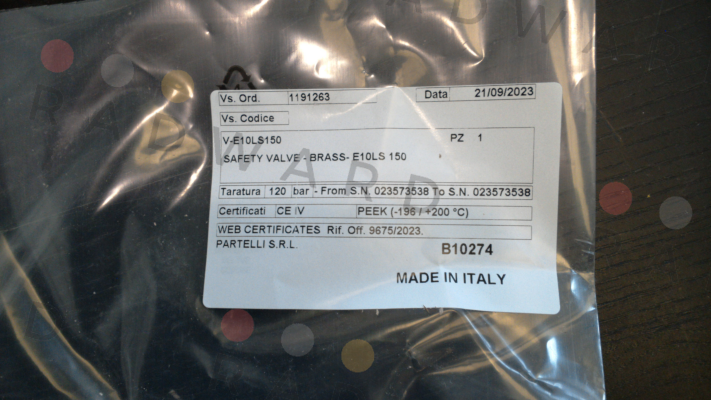 Vs. Ord. 1191263 Data 21/09/2023
Vs. Codice
V-E10LS150 PZ 1
SAFETY VALVE - BRASS- E10LS 150
Taratura 120 bar - From S.N. 023573538 To S.N. 023573538
Certificati CE IV PEEK (-196 / +200 °C)
WEB CERTIFICATES Rif. Off. 9675/2023.
PARTELLI S.R.L. B10274
MADE IN ITALY
RADWARD